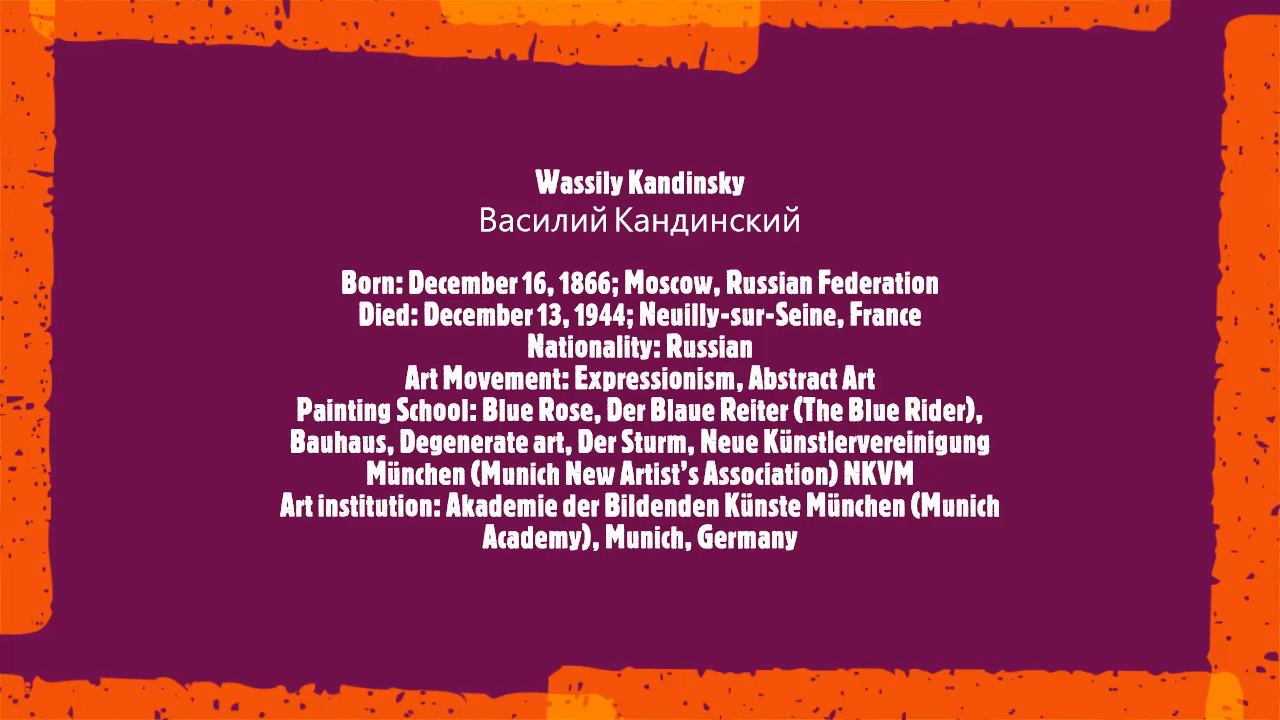 Wassily Kandinsky
Василий Кандинский
Born: December 16, 1866; Moscow, Russian Federation
Died: December 13, 1944; Neuilly-sur-Seine, France
Nationality: Russian
Art Movement: Expressionism, Abstract Art
Painting School: Blue Rose, Der Blaue Reiter (The Blue Rider),
Bauhaus, Degenerate art, Der Sturm, Neue Künstlervereinigung
München (Munich New Artist’s Association) NKVM
Art institution: Akademie der Bildenden Künste München (Munich
Academy), Munich, Germany